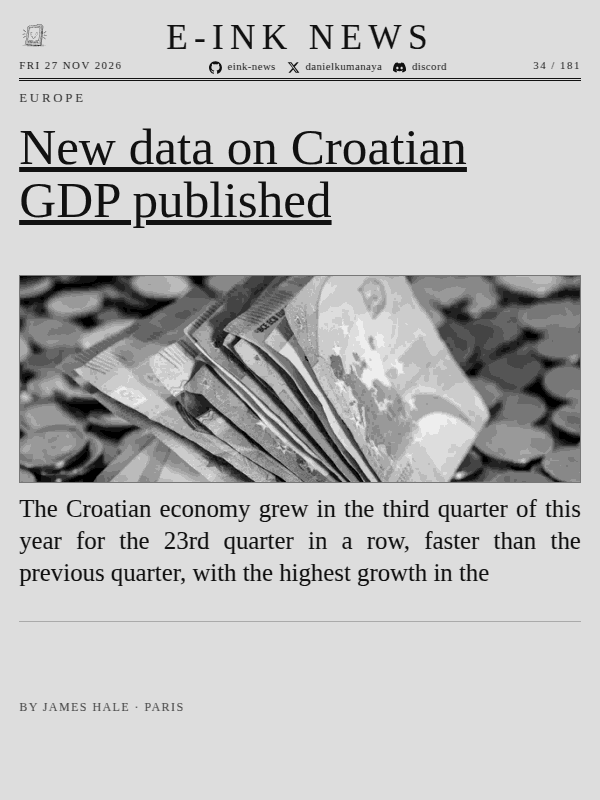 E-INK NEWS
FRI 27 NOV 2026
eink-news danielkumanaya discord
34 / 181
EUROPE
New data on Croatian
GDP published
The Croatian economy grew in the third quarter of this
year for the 23rd quarter in a row, faster than the
previous quarter, with the highest growth in the
BY JAMES HALE · PARIS